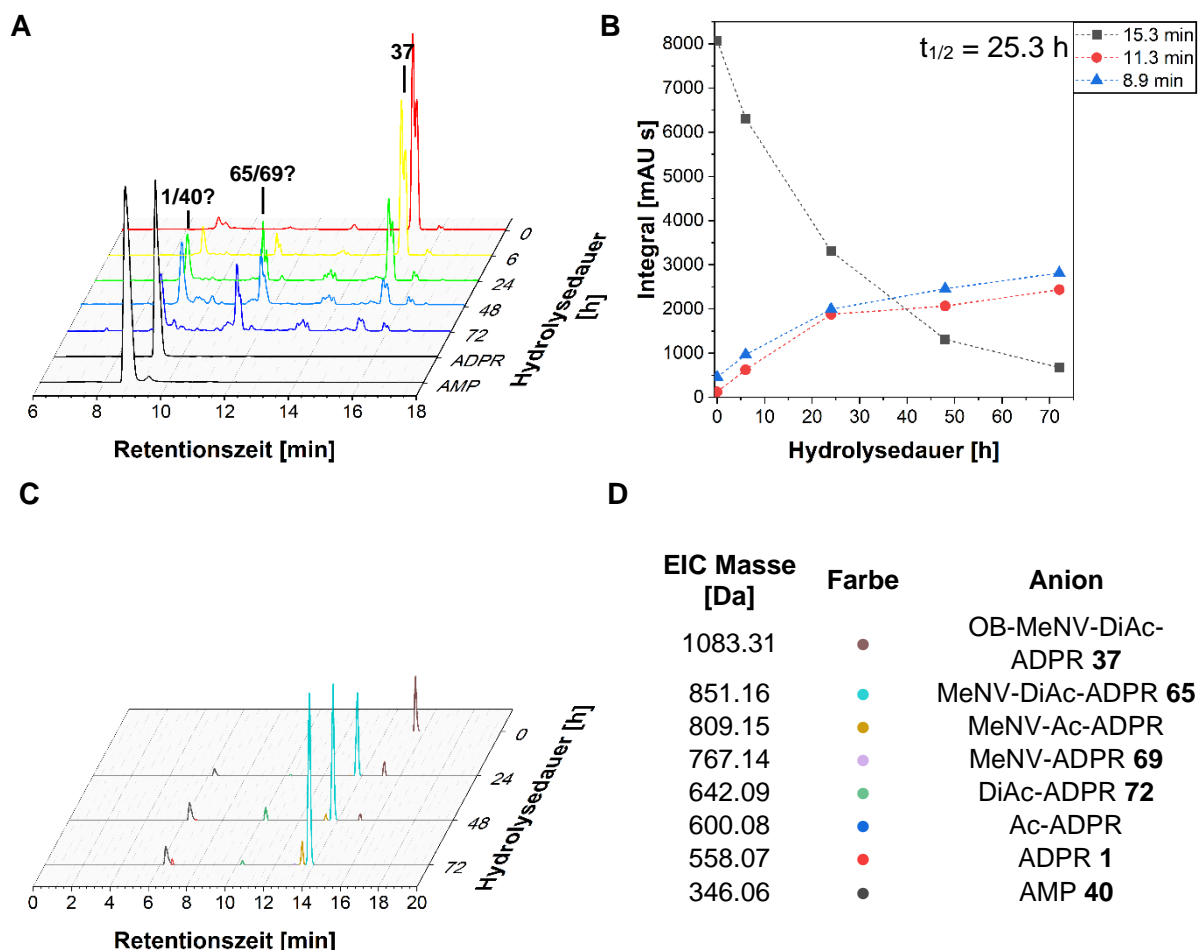 A
37
65/69?
1/40?
0
6
24
48
72
ADPR
AMP
Hydrolysedauer
[h]
6 8 10 12 14 16 18
Retentionszeit [min]
B
t1/2 = 25.3 h
15.3 min
11.3 min
8.9 min
8000
7000
6000
5000
4000
3000
2000
1000
0
Integral [mAU s]
0 10 20 30 40 50 60 70
Hydrolysedauer [h]
C
0
24
48
72
Hydrolysedauer [h]
0 2 4 6 8 10 12 14 16 18 20
Retentionszeit [min]
D
EIC Masse
[Da] Farbe Anion
1083.31 OB-MeNV-DiAc-
ADPR 37
851.16 MeNV-DiAc-ADPR 65
809.15 MeNV-Ac-ADPR
767.14 MeNV-ADPR 69
642.09 DiAc-ADPR 72
600.08 Ac-ADPR
558.07 ADPR 1
346.06 AMP 40